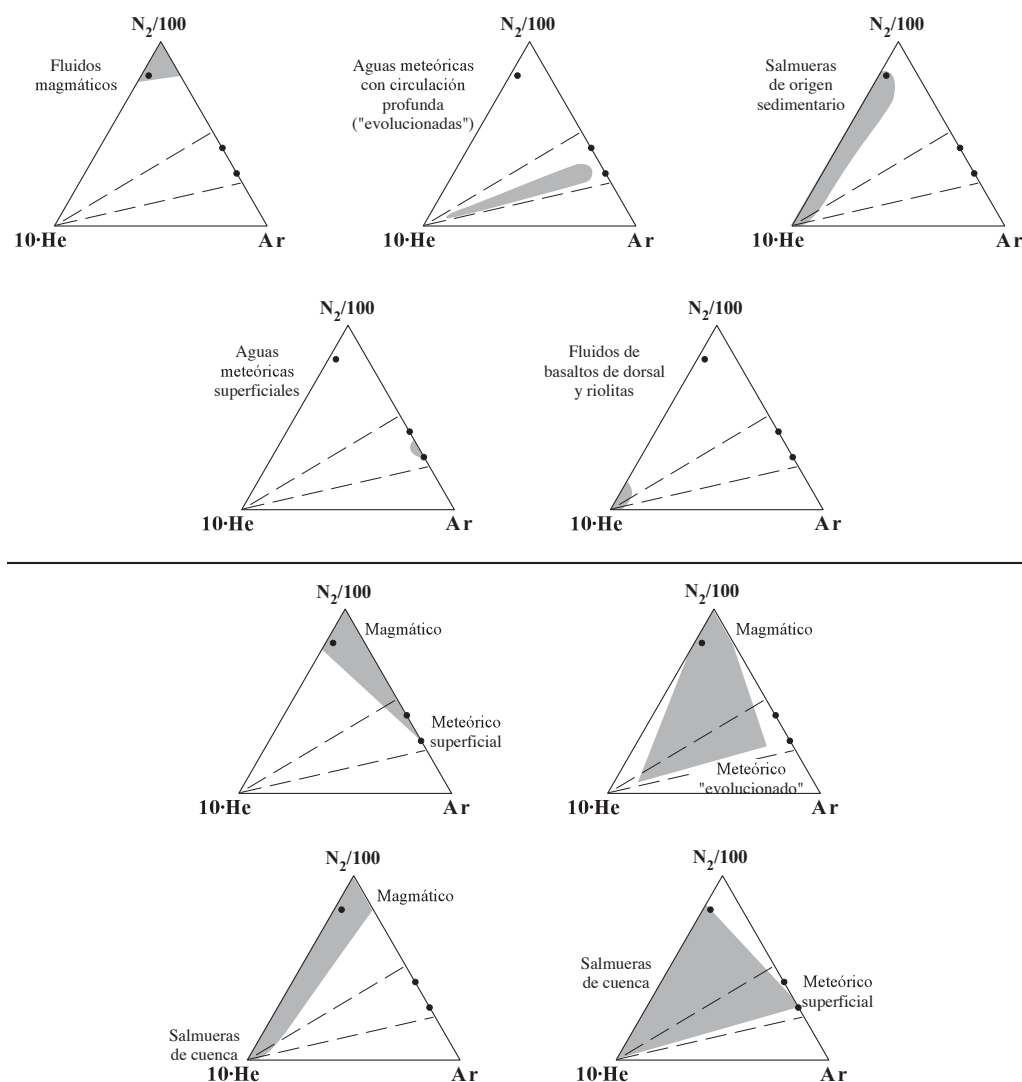 N2/100
Fluidos
magmáticos
10·He
Ar
N2/100
Aguas meteóricas
con circulación
profunda
("evolucionadas")
10·He
Ar
N2/100
Salmueras
de origen
sedimentario
10·He
Ar
N2/100
Aguas
meteóricas
superficiales
10·He
Ar
N2/100
Fluidos de
basaltos de dorsal
y riolitas
10·He
Ar
N2/100
Magmático
Meteórico
superficial
10·He
Ar
N2/100
Magmático
Meteórico
"evolucionado"
10·He
Ar
N2/100
Magmático
Salmueras
de cuenca
10·He
Ar
N2/100
Salmueras
de cuenca
Meteórico
superficial
10·He
Ar